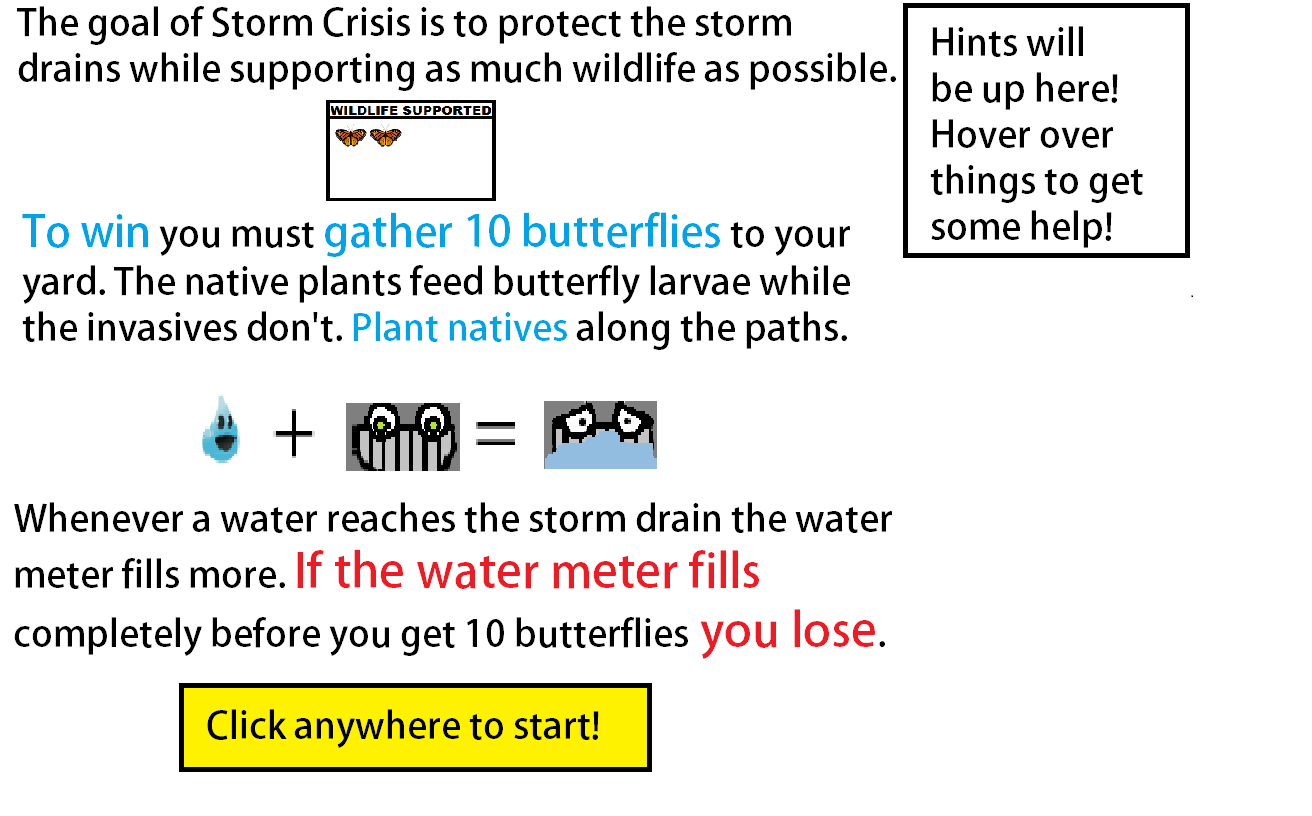 The goal of Storm Crisis is to protect the storm
drains while supporting as much wildlife as possible.
WILDLIFE SUPPORTED
To win you must gather 10 butterflies to your
yard. The native plants feed butterfly larvae while
the invasives don't. Plant natives along the paths.
+ =
Whenever a water reaches the storm drain the water
meter fills more. If the water meter fills
completely before you get 10 butterflies you lose.
Click anywhere to start!
Hints will
be up here!
Hover over
things to get
some help!